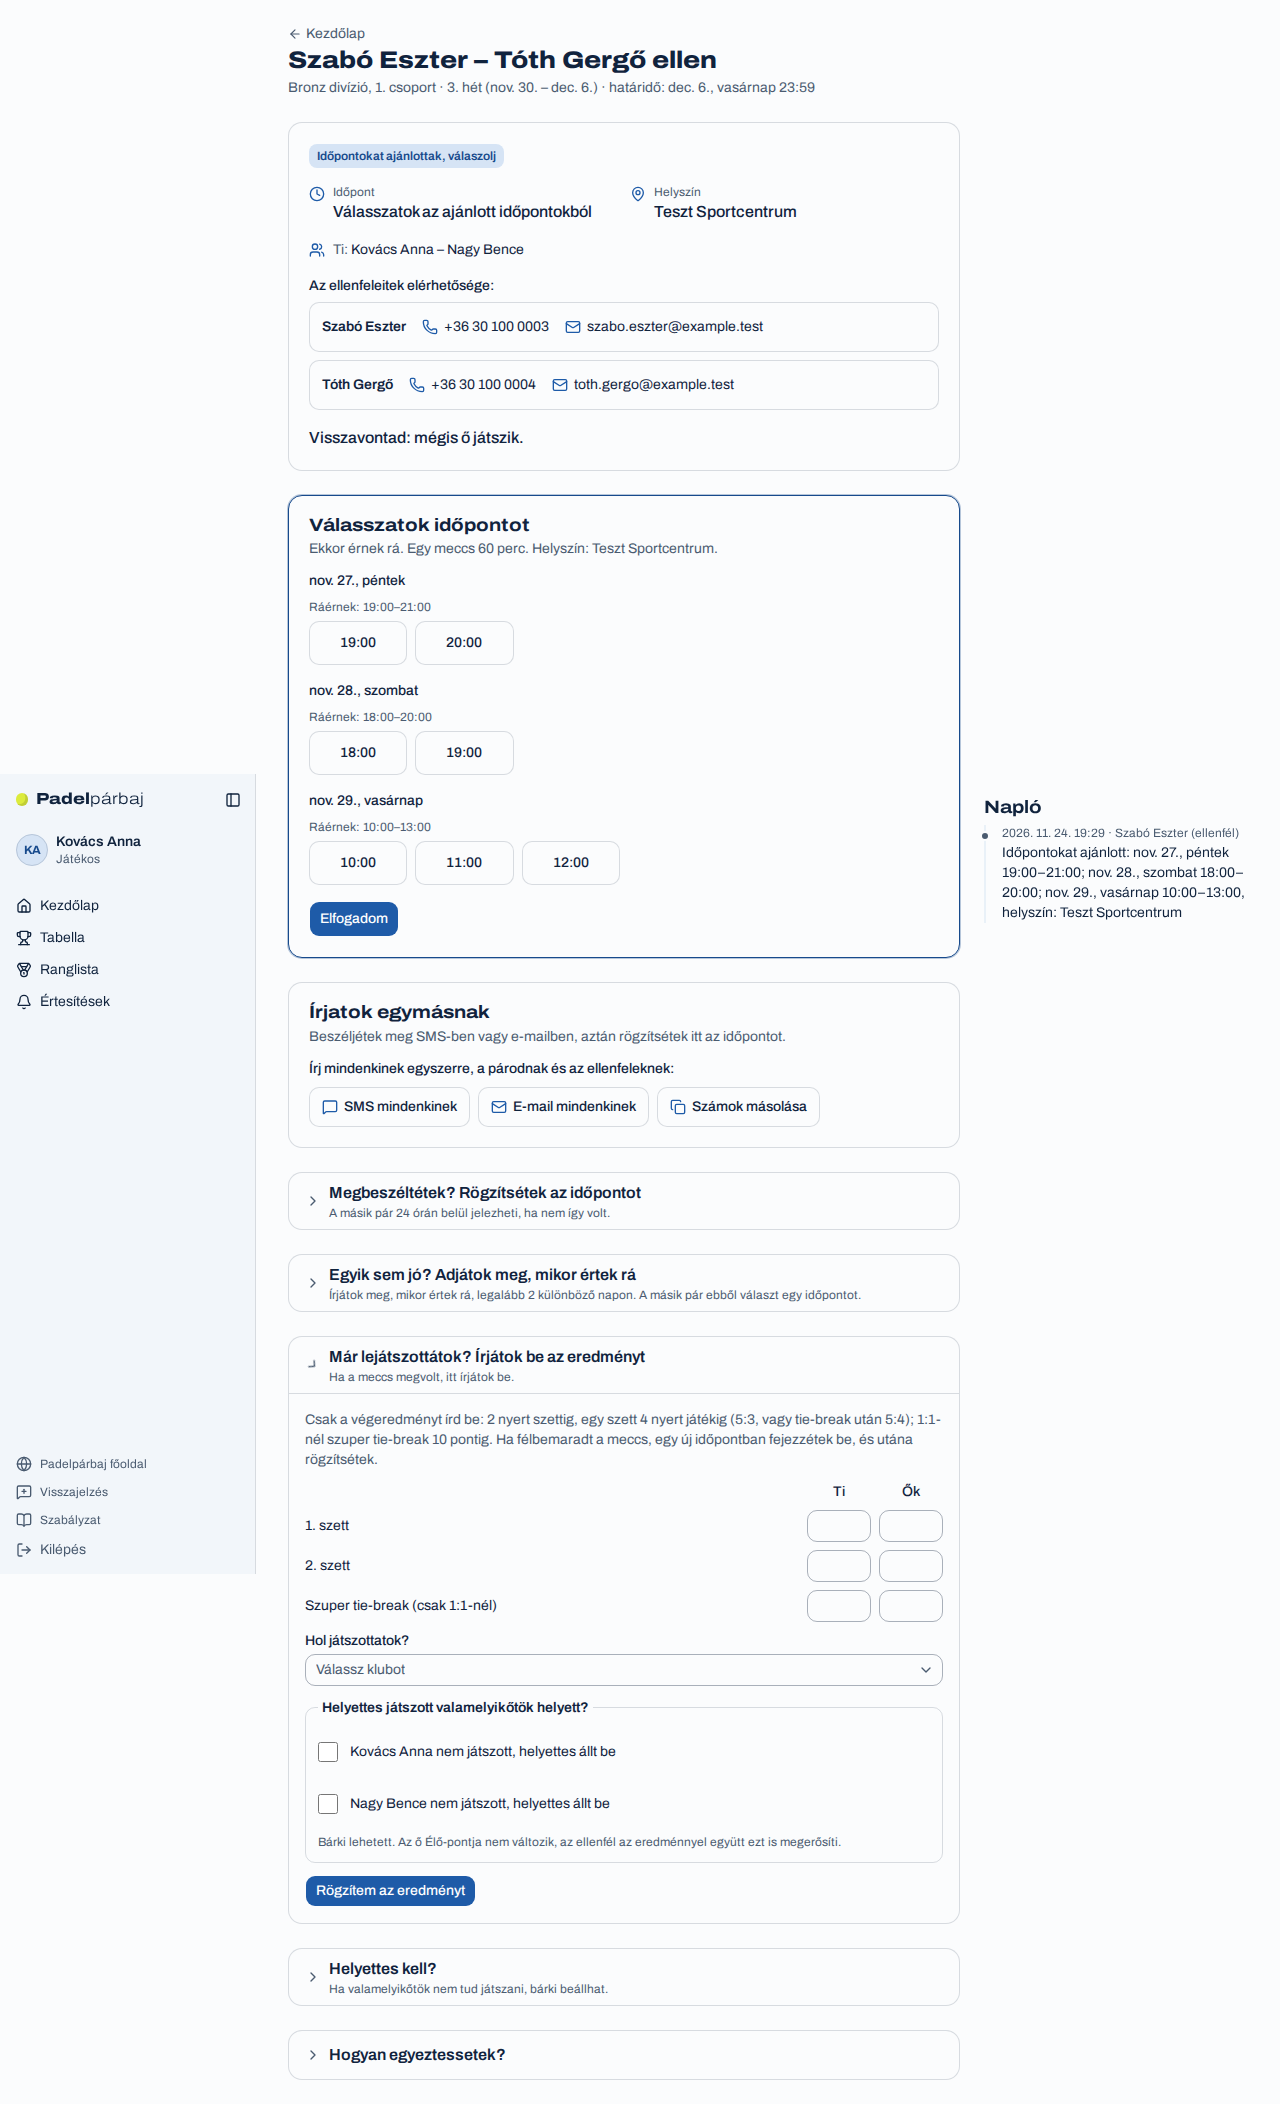 Kezdőlap
Szabó Eszter – Tóth Gergő ellen
Bronz divízió, 1. csoport · 3. hét (nov. 30. – dec. 6.) · határidő: dec. 6., vasárnap 23:59
Időpontokat ajánlottak, válaszolj
Időpont
Válasszatok az ajánlott időpontokból
Helyszín
Teszt Sportcentrum
Ti: Kovács Anna – Nagy Bence
Az ellenfeleitek elérhetősége:
Szabó Eszter +36 30 100 0003 szabo.eszter@example.test
Tóth Gergő +36 30 100 0004 toth.gergo@example.test
Visszavontad: mégis ő játszik.
Válasszatok időpontot
Ekkor érnek rá. Egy meccs 60 perc. Helyszín: Teszt Sportcentrum.
nov. 27., péntek
Ráérnek: 19:00–21:00
19:00 20:00
nov. 28., szombat
Ráérnek: 18:00–20:00
18:00 19:00
nov. 29., vasárnap
Ráérnek: 10:00–13:00
10:00 11:00 12:00
Elfogadom
Írjatok egymásnak
Beszéljétek meg SMS-ben vagy e-mailben, aztán rögzítsétek itt az időpontot.
Írj mindenkinek egyszerre, a párodnak és az ellenfeleknek:
SMS mindenkinek E-mail mindenkinek Számok másolása
Megbeszéltétek? Rögzítsétek az időpontot
A másik pár 24 órán belül jelezheti, ha nem így volt.
Egyik sem jó? Adjátok meg, mikor értek rá
Írjátok meg, mikor értek rá, legalább 2 különböző napon. A másik pár ebből választ egy időpontot.
Már lejátszottátok? Írjátok be az eredményt
Ha a meccs megvolt, itt írjátok be.
Csak a végeredményt írd be: 2 nyert szettig, egy szett 4 nyert játékig (5:3, vagy tie-break után 5:4); 1:1-
nél szuper tie-break 10 pontig. Ha félbemaradt a meccs, egy új időpontban fejezzétek be, és utána
rögzítsétek.
Ti Ők
1. szett
2. szett
Szuper tie-break (csak 1:1-nél)
Hol játszottatok?
Válassz klubot
Helyettes játszott valamelyikőtök helyett?
Kovács Anna nem játszott, helyettes állt be
Nagy Bence nem játszott, helyettes állt be
Bárki lehetett. Az ő Élő-pontja nem változik, az ellenfél az eredménnyel együtt ezt is megerősíti.
Rögzítem az eredményt
Helyettes kell?
Ha valamelyikőtök nem tud játszani, bárki beállhat.
Hogyan egyeztessetek?
Padelpárbaj
KA
Kovács Anna
Játékos
Kezdőlap
Tabella
Ranglista
Értesítések
Padelpárbaj főoldal
Visszajelzés
Szabályzat
Kilépés
Napló
2026. 11. 24. 19:29 · Szabó Eszter (ellenfél)
Időpontokat ajánlott: nov. 27., péntek
19:00–21:00; nov. 28., szombat 18:00–
20:00; nov. 29., vasárnap 10:00–13:00,
helyszín: Teszt Sportcentrum